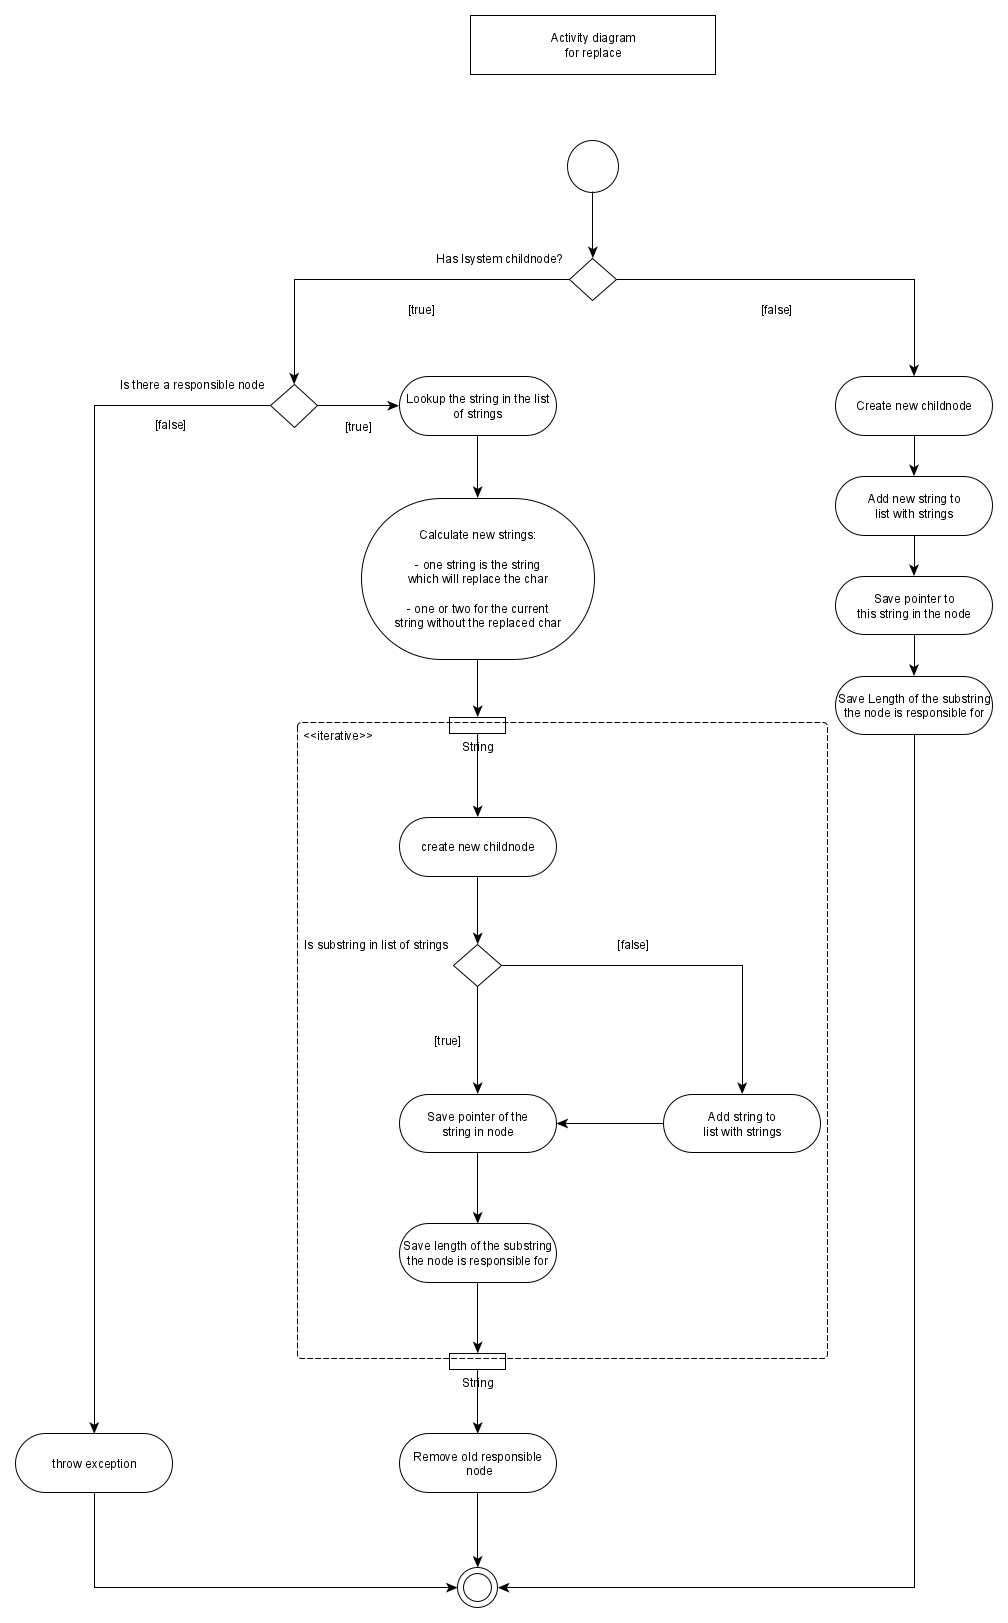 Activity diagram
for replace
Has lsystem childnode?
[true]
[false]
Is there a responsible node
[false]
[true]
Lookup the string in the list
of strings
Create new childnode
Add new string to
list with strings
Calculate new strings:
- one string is the string
which will replace the char
- one or two for the current
string without the replaced char
Save pointer to
this string in the node
Save Length of the substring
the node is responsible for
<<iterative>>
String
create new childnode
Is substring in list of strings
[false]
[true]
Save pointer of the
string in node
Add string to
list with strings
Save length of the substring
the node is responsible for
String
throw exception
Remove old responsible
node